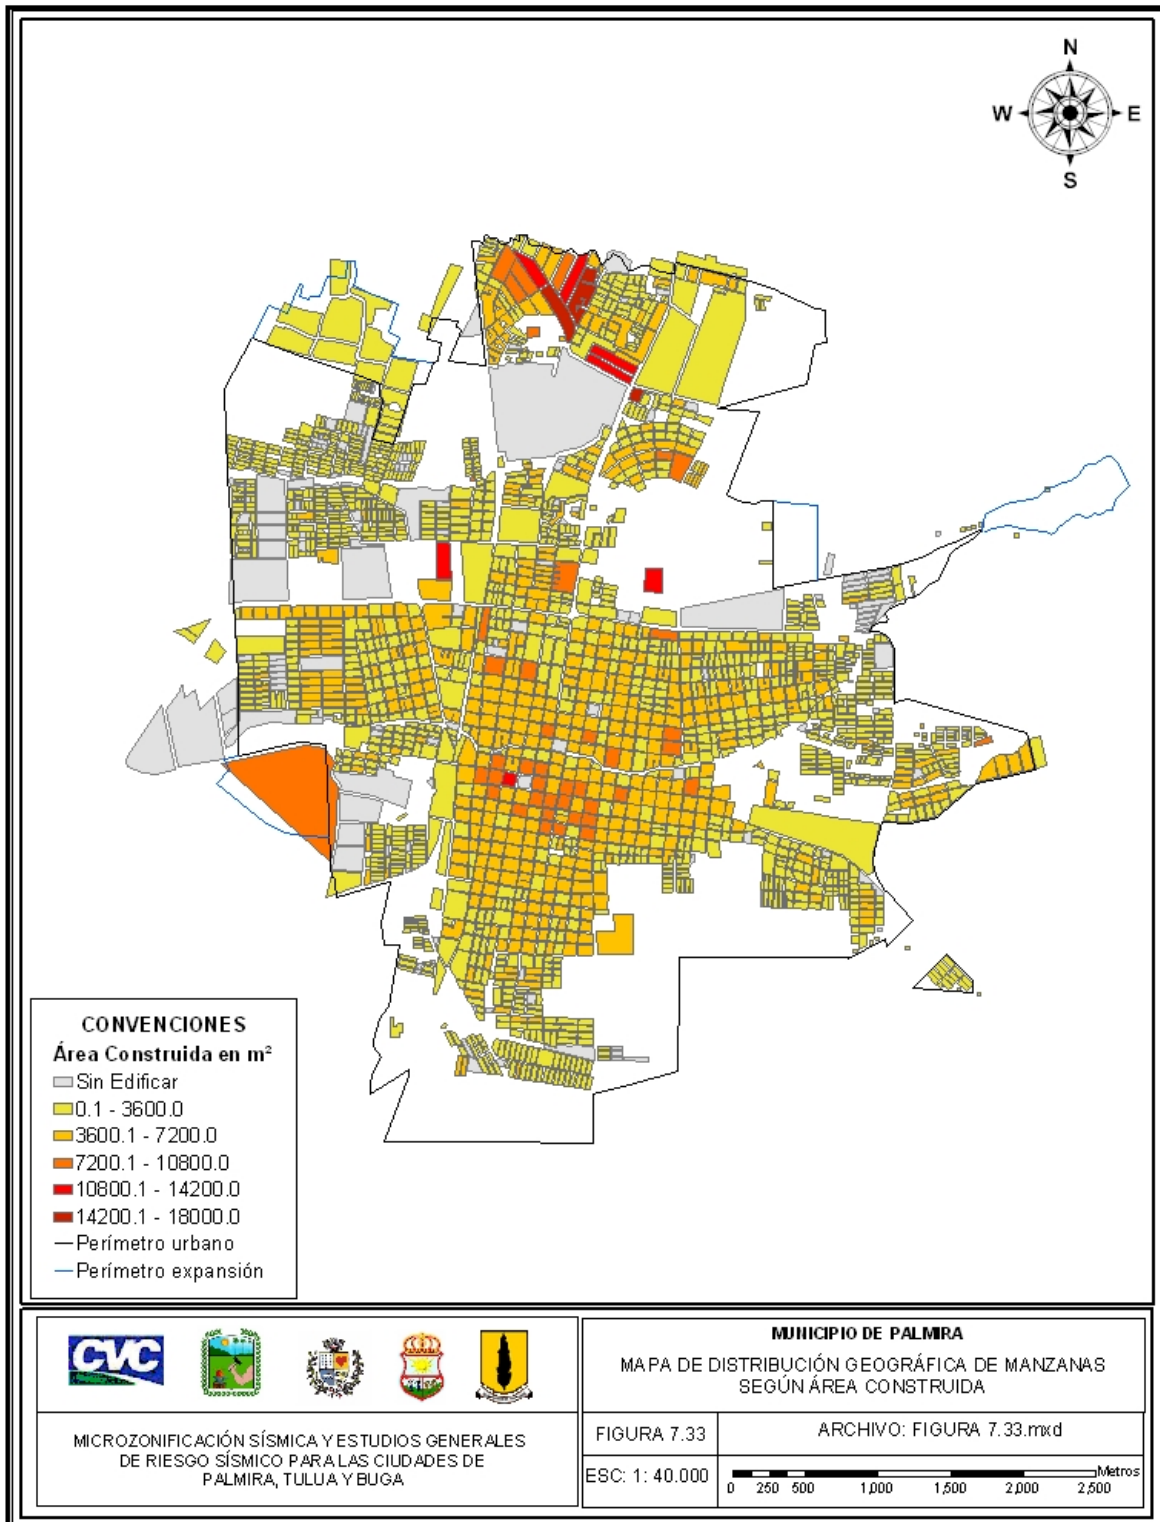 N
W E
S
CONVENCIONES
Área Construida en m²
Sin Edificar
0.1 - 3600.0
3600.1 - 7200.0
7200.1 - 10800.0
10800.1 - 14200.0
14200.1 - 18000.0
Perímetro urbano
Perímetro expansión
CVC
MICROZONIFICACIÓN SÍSMICA Y ESTUDIOS GENERALES
DE RIESGO SÍSMICO PARA LAS CIUDADES DE
PALMIRA, TULUA Y BUGA
MUNICIPIO DE PALMIRA
MAPA DE DISTRIBUCIÓN GEOGRÁFICA DE MANZANAS
SEGÚN ÁREA CONSTRUIDA
FIGURA 7.33
ARCHIVO: FIGURA 7.33.mxd
ESC: 1: 40.000
Metros
0 250 500 1,000 1,500 2,000 2,500